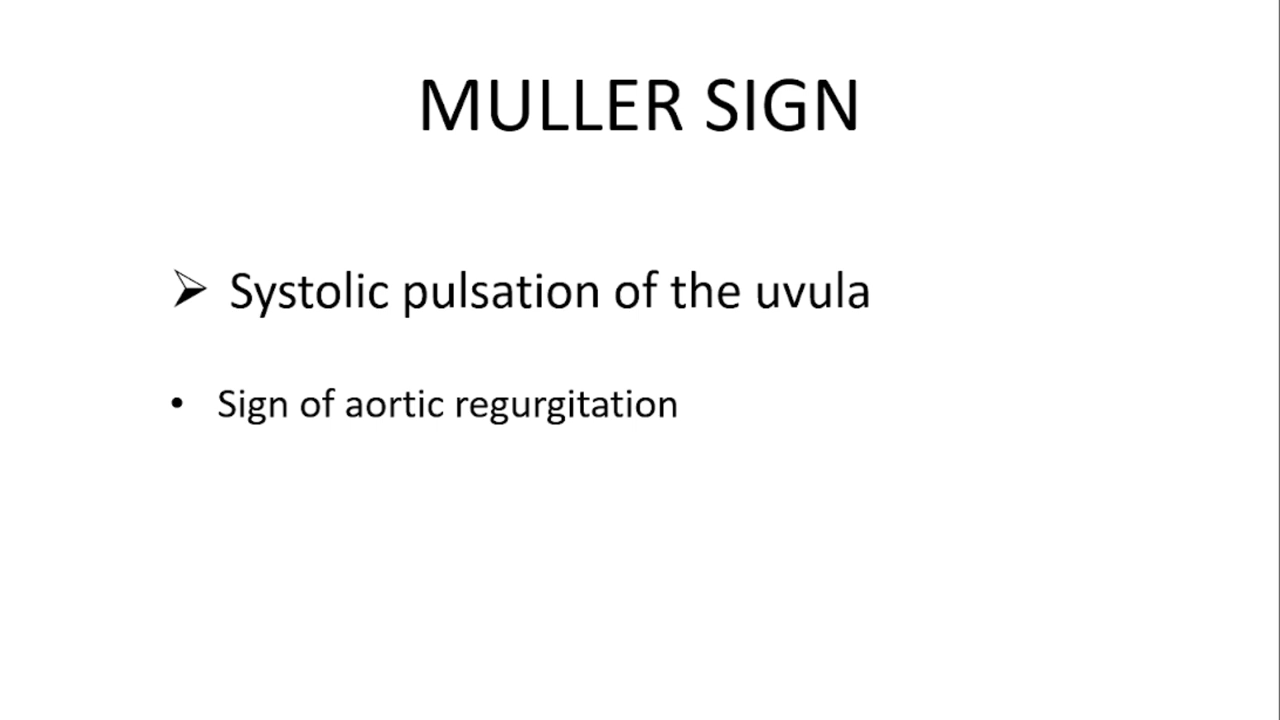 MULLER SIGN
➢ Systolic pulsation of the uvula
• Sign of aortic regurgitation